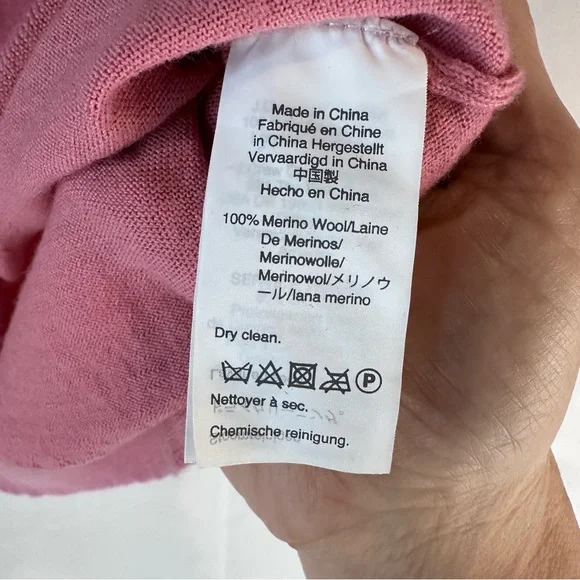 Made in China
Fabriqué en Chine
in China Hergestellt
Vervaardigd in China
中国製
Hecho en China
100% Merino Wool/Laine
De Merinos/
Merinowolle/
Merinowol/メリノウ
ール/lana merino
Dry clean.
P
Nettoyer à sec.
Chemische reinigung.